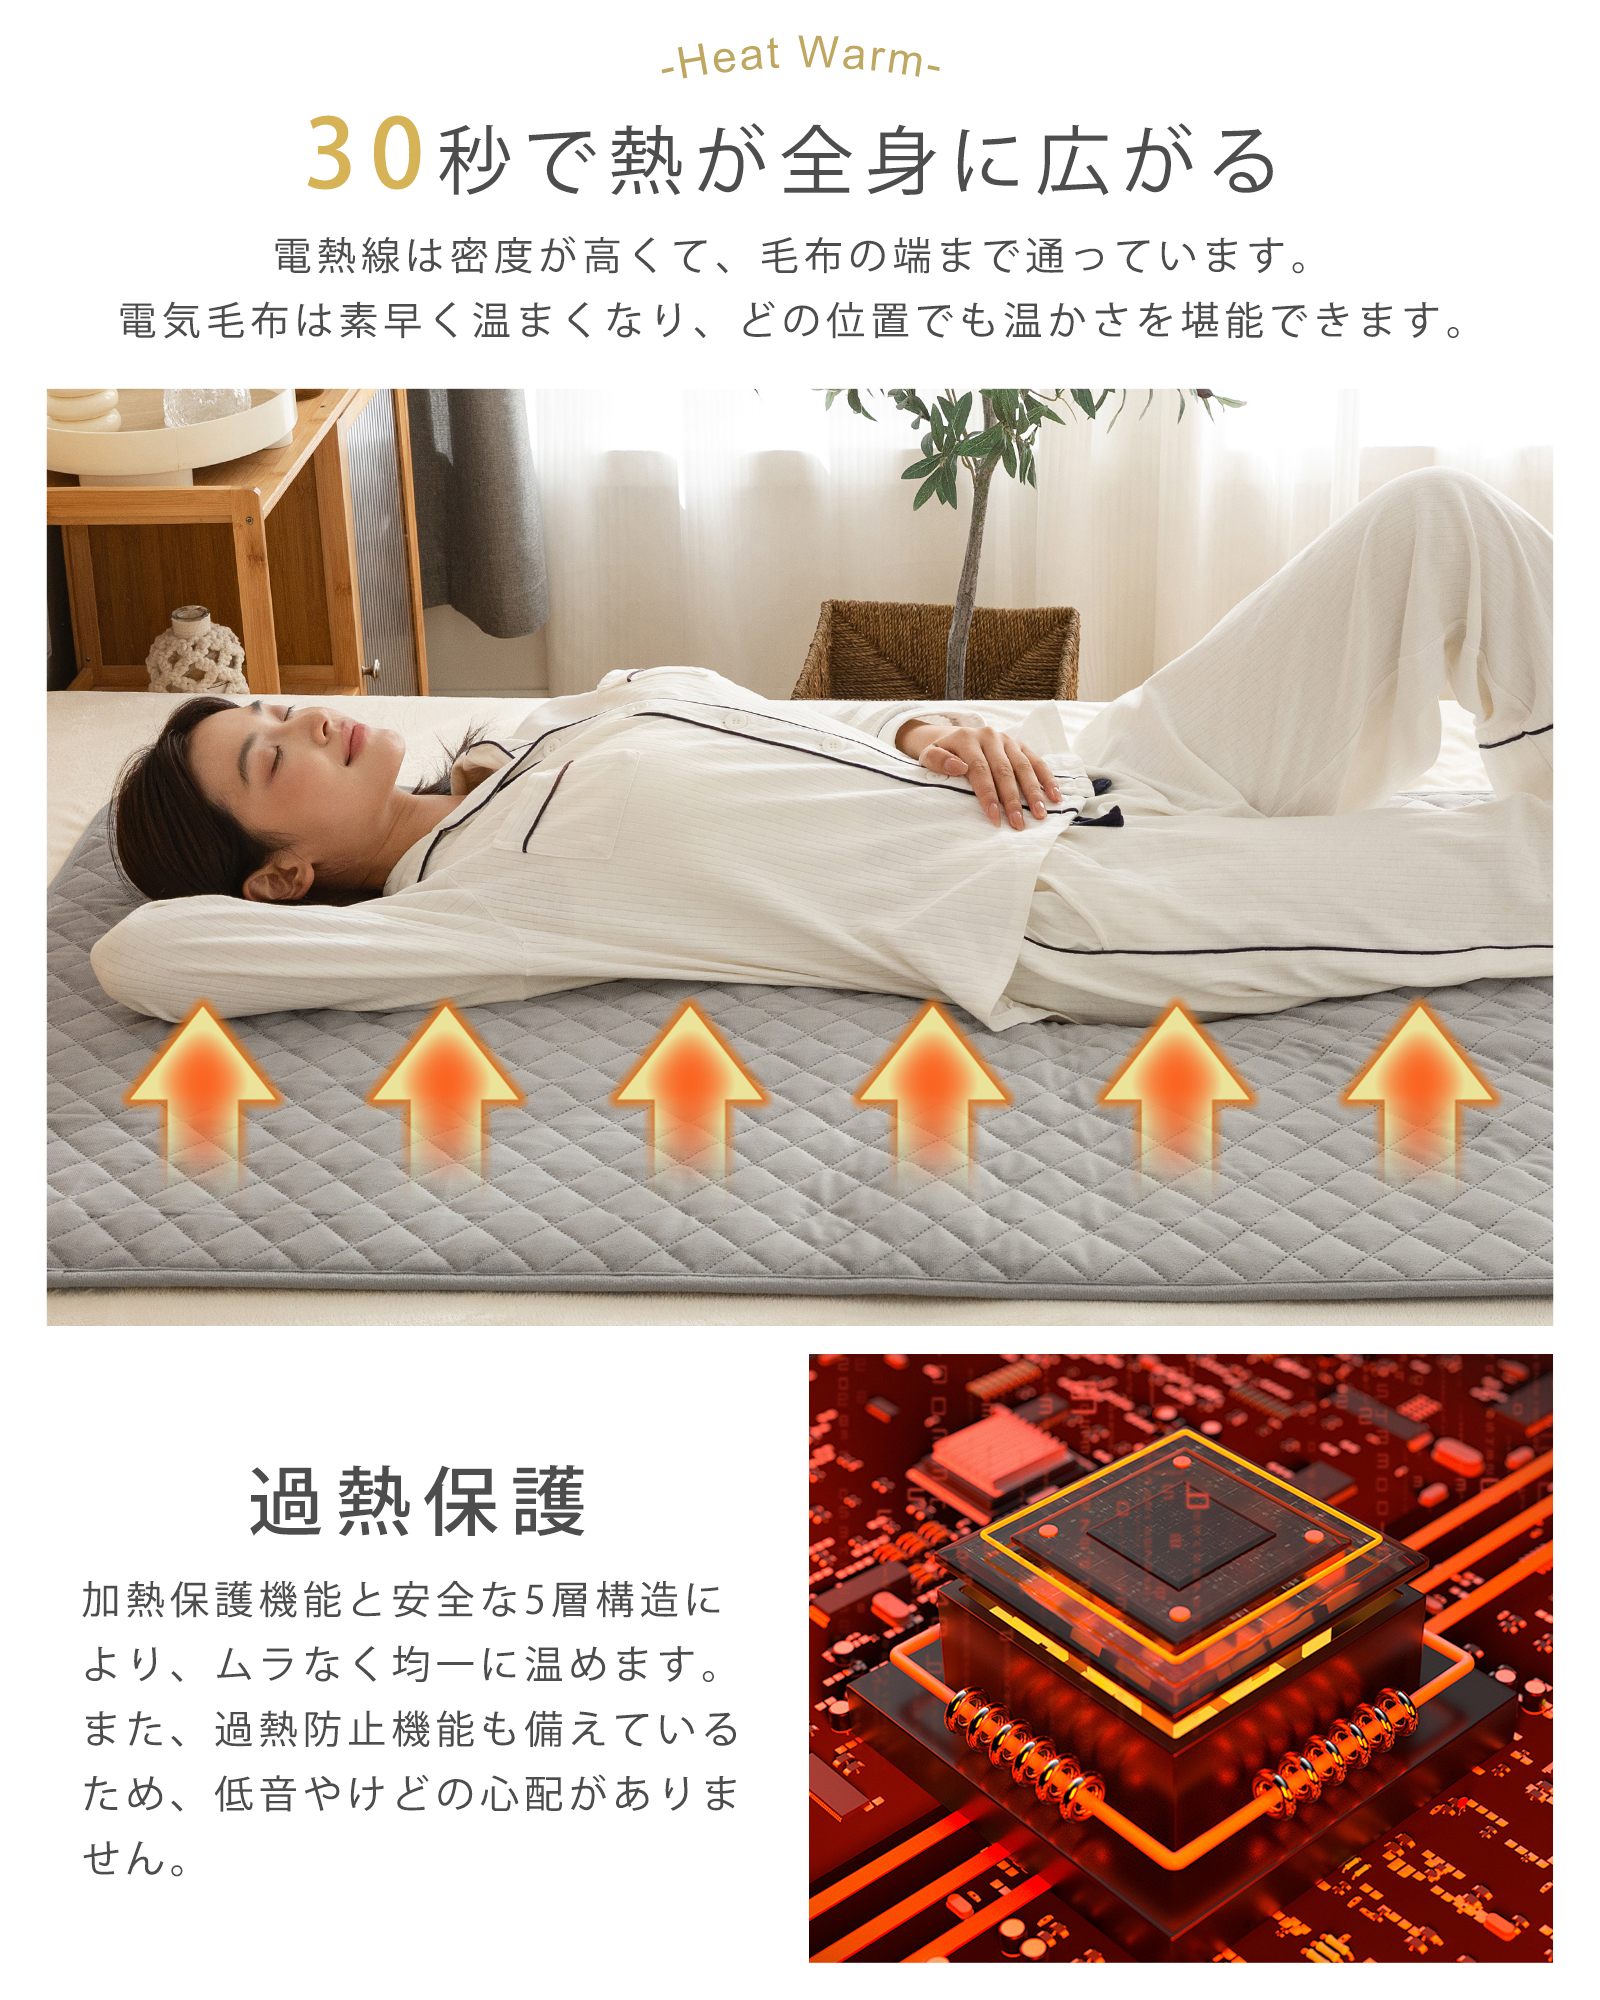 -Heat Warm-
30秒で熱が全身に広がる
電熱線は密度が高くて、毛布の端まで通っています。
電気毛布は素早く温まくなり、どの位置でも温かさを堪能できます。
過熱保護
加熱保護機能と安全な5層構造に
より、ムラなく均一に温めます。
また、過熱防止機能も備えている
ため、低音やけどの心配がありま
せん。